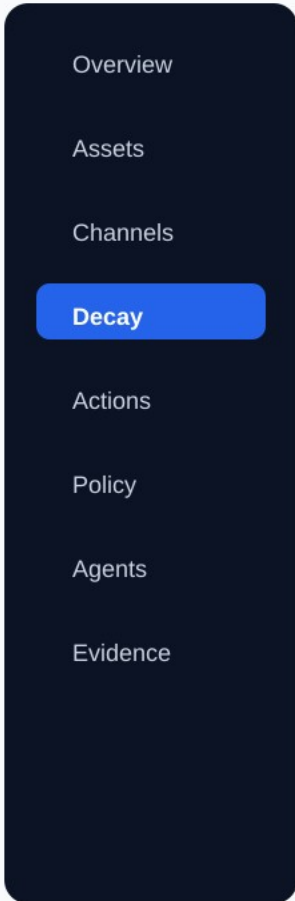 Overview
Assets
Channels
Decay
Actions
Policy
Agents
Evidence